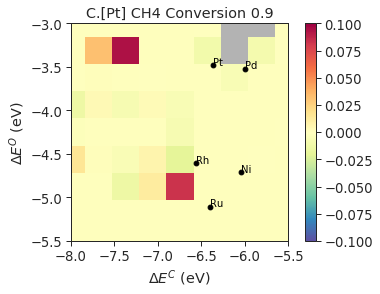 C.[Pt] CH4 Conversion 0.9
ΔE^O (eV)
−3.0
−3.5
−4.0
−4.5
−5.0
−5.5
Pt
Pd
Rh
Ni
Ru
−8.0 −7.5 −7.0 −6.5 −6.0 −5.5
ΔE^C (eV)
0.100
0.075
0.050
0.025
0.000
−0.025
−0.050
−0.075
−0.100